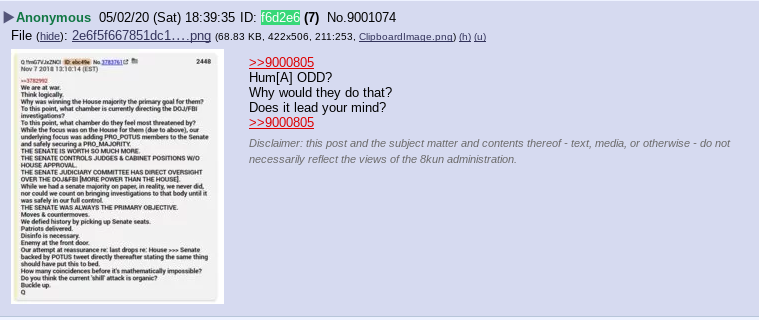 Anonymous 05/02/20 (Sat) 18:39:35 ID: f6d2e6 (7) No.9001074
File (hide): 2e6f5f667851dc1….png (68.83 KB, 422x506, 211:253, ClipboardImage.png) (h) (u)
Q !!mG7VJxZNCI ID: ebc49e No.3783761 2448
Nov 7 2018 13:10:14 (EST)
>>3782992
We are at war.
Think logically.
Why was winning the House majority the primary goal for them?
To this point, what chamber is currently directing the DOJ/FBI
investigations?
To this point, what chamber do they feel most threatened by?
While the focus was on the House for them (due to above), our
underlying focus was adding PRO_POTUS members to the Senate
and safely securing a PRO_MAJORITY.
THE SENATE IS WORTH SO MUCH MORE.
THE SENATE CONTROLS JUDGES & CABINET POSITIONS W/O
HOUSE APPROVAL.
THE SENATE JUDICIARY COMMITTEE HAS DIRECT OVERSIGHT
OVER THE DOJ&FBI [MORE POWER THAN THE HOUSE].
While we had a senate majority on paper, in reality, we never did,
nor could we count on bringing investigations to that body until it
was safely in our full control.
THE SENATE WAS ALWAYS THE PRIMARY OBJECTIVE.
Moves & countermoves.
We defied history by picking up Senate seats.
Patriots delivered.
Disinfo is necessary.
Enemy at the front door.
Our attempt at reassurance re: last drops re: House >>> Senate
backed by POTUS tweet directly thereafter stating the same thing
should have put this to bed.
How many coincidences before it's mathematically impossible?
Do you think the current 'shill' attack is organic?
Buckle up.
Q
>>9000805
Hum[A] ODD?
Why would they do that?
Does it lead your mind?
>>9000805
Disclaimer: this post and the subject matter and contents thereof - text, media, or otherwise - do not
necessarily reflect the views of the 8kun administration.